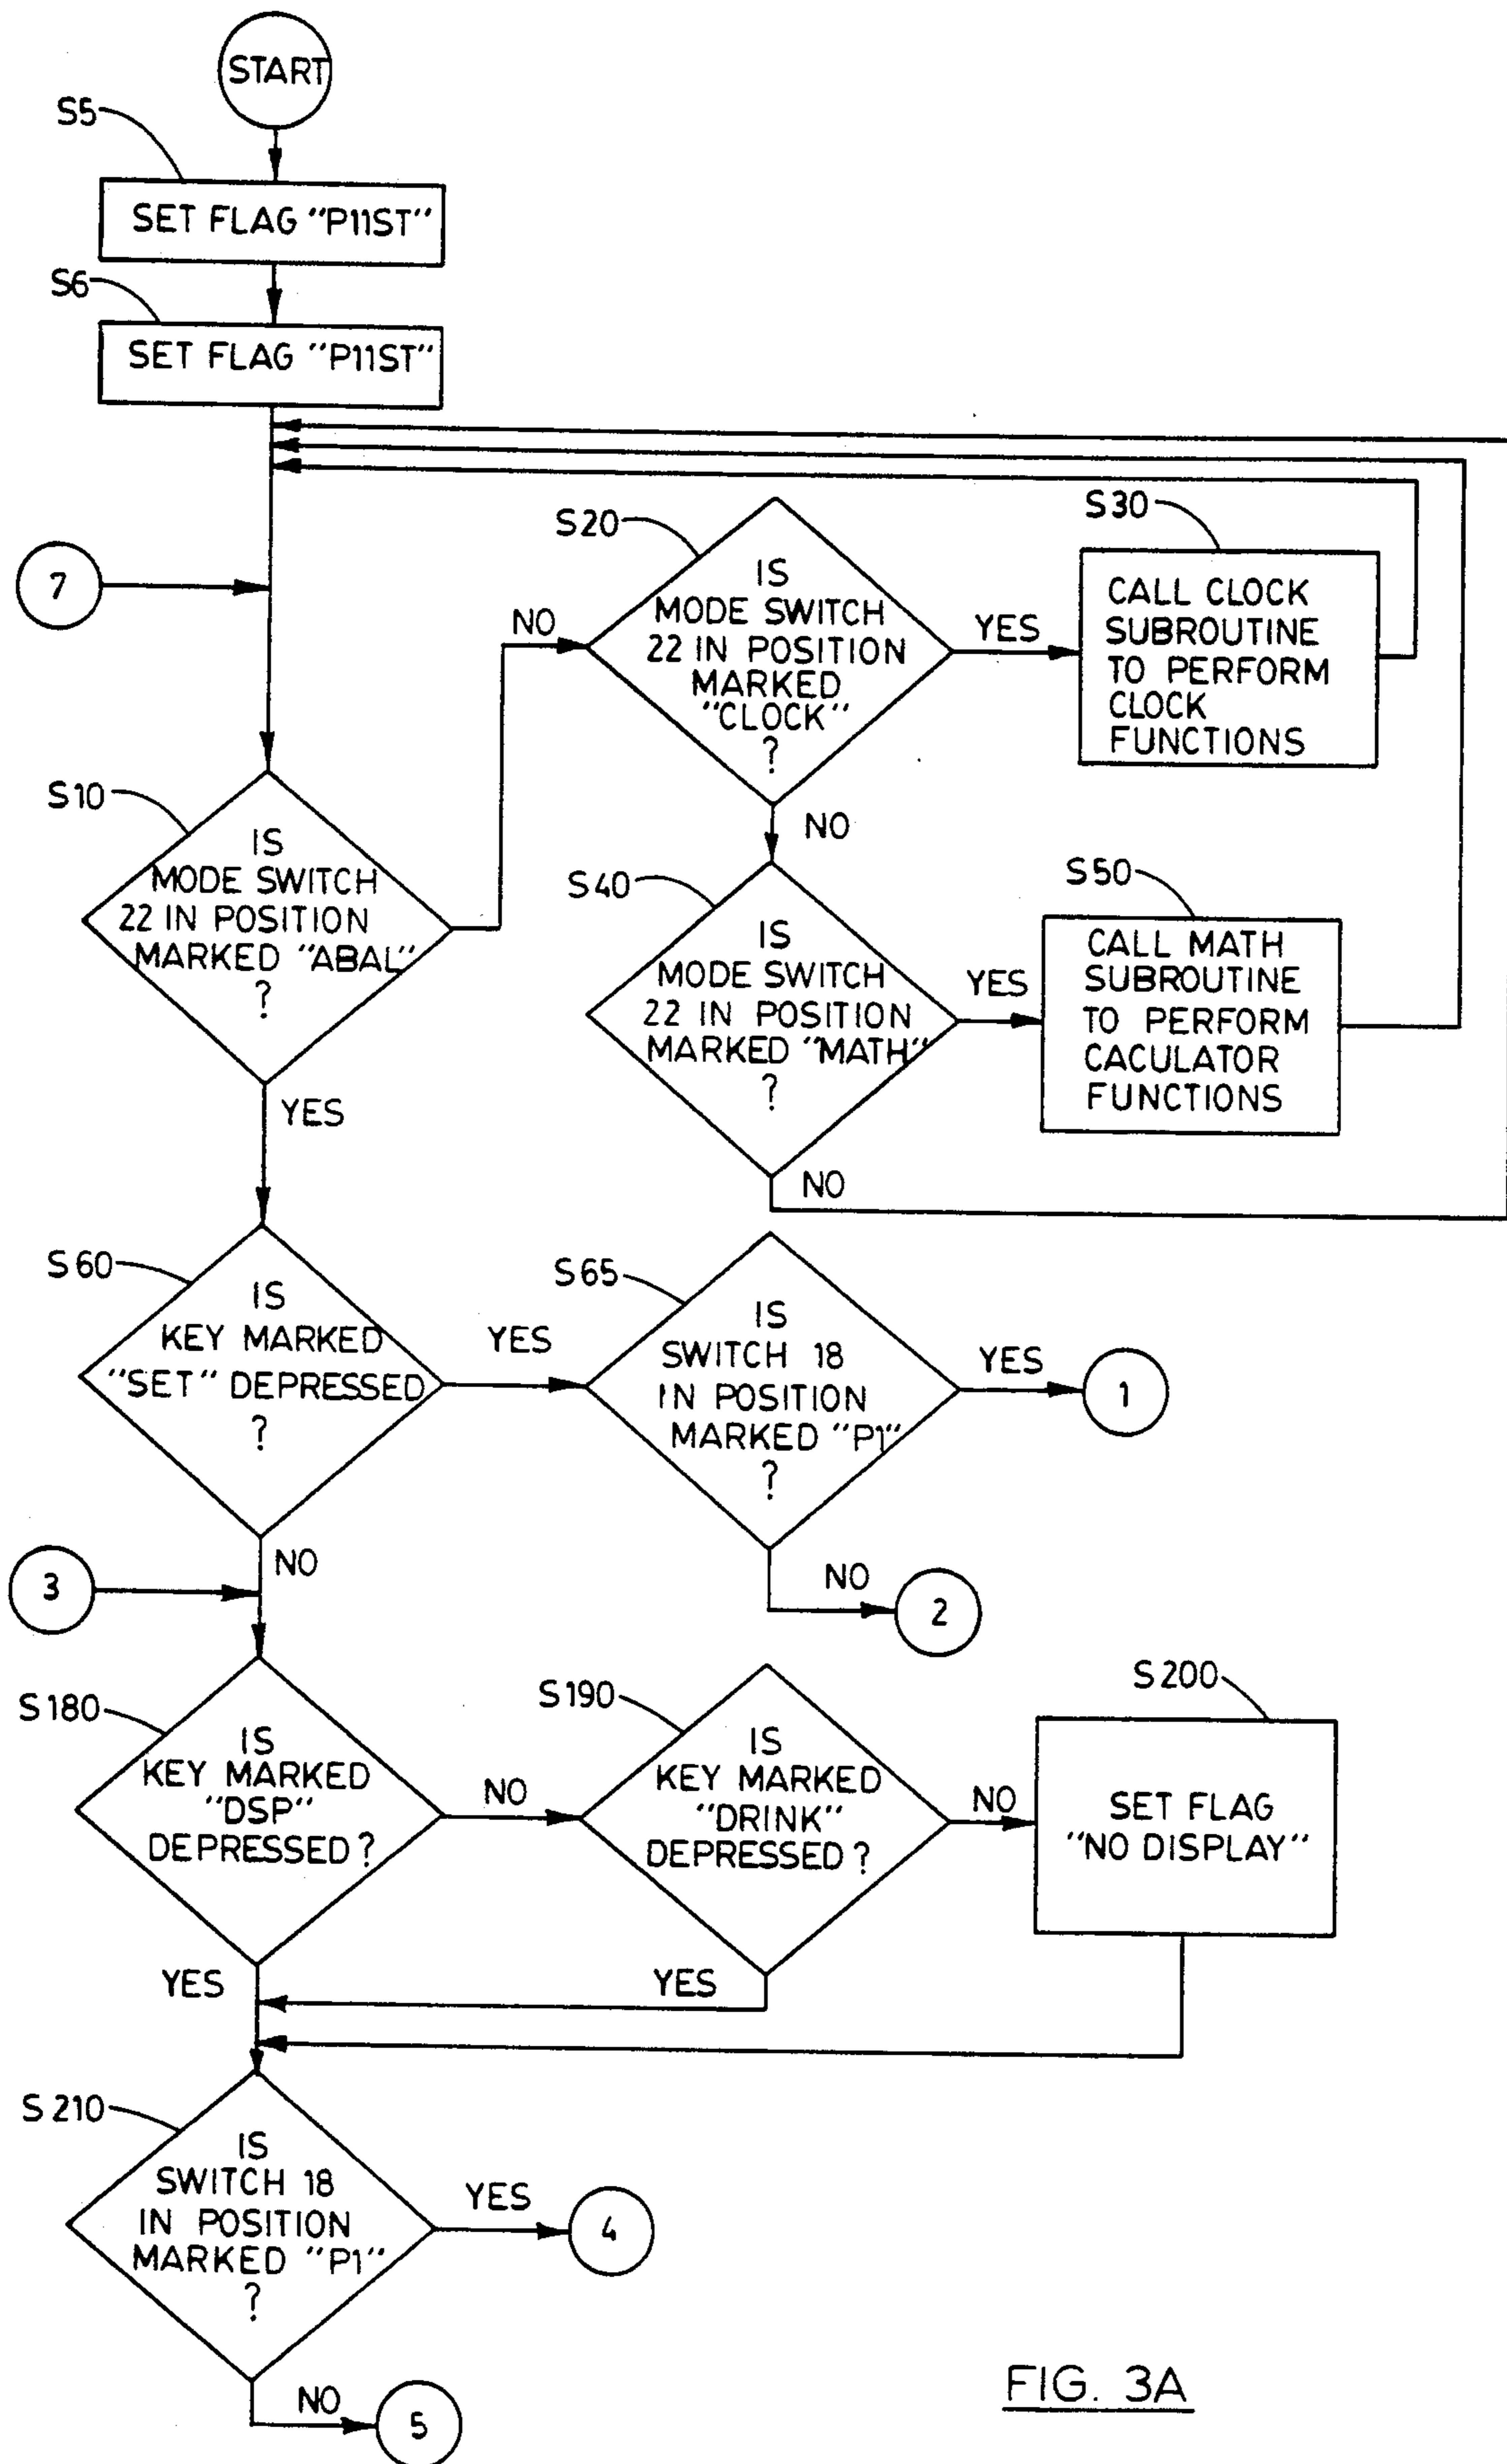 START
S5
SET FLAG "P11ST"
S6
SET FLAG "P11ST"
7
S10
IS
MODE SWITCH
22 IN POSITION
MARKED "ABAL"
?
NO
YES
S20
IS
MODE SWITCH
22 IN POSITION
MARKED
"CLOCK"
?
YES
NO
S30
CALL CLOCK
SUBROUTINE
TO PERFORM
CLOCK
FUNCTIONS
S40
IS
MODE SWITCH
22 IN POSITION
MARKED "MATH"
?
YES
NO
S50
CALL MATH
SUBROUTINE
TO PERFORM
CACULATOR
FUNCTIONS
S60
IS
KEY MARKED
"SET" DEPRESSED
?
YES
NO
S65
IS
SWITCH 18
IN POSITION
MARKED "P1"
?
YES
1
NO
2
3
S180
IS
KEY MARKED
"DSP"
DEPRESSED?
NO
YES
S190
IS
KEY MARKED
"DRINK"
DEPRESSED?
NO
YES
S200
SET FLAG
"NO DISPLAY"
S210
IS
SWITCH 18
IN POSITION
MARKED "P1"
?
YES
4
NO
5
FIG. 3A